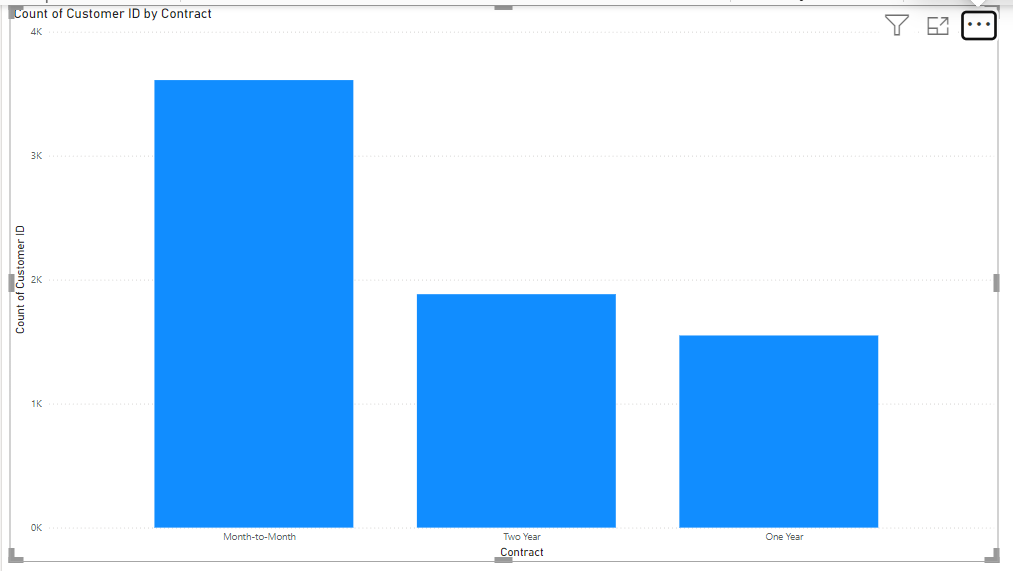 Count of Customer ID by Contract
4K
3K
2K
1K
0K
Count of Customer ID
Month-to-Month
Two Year
One Year
Contract